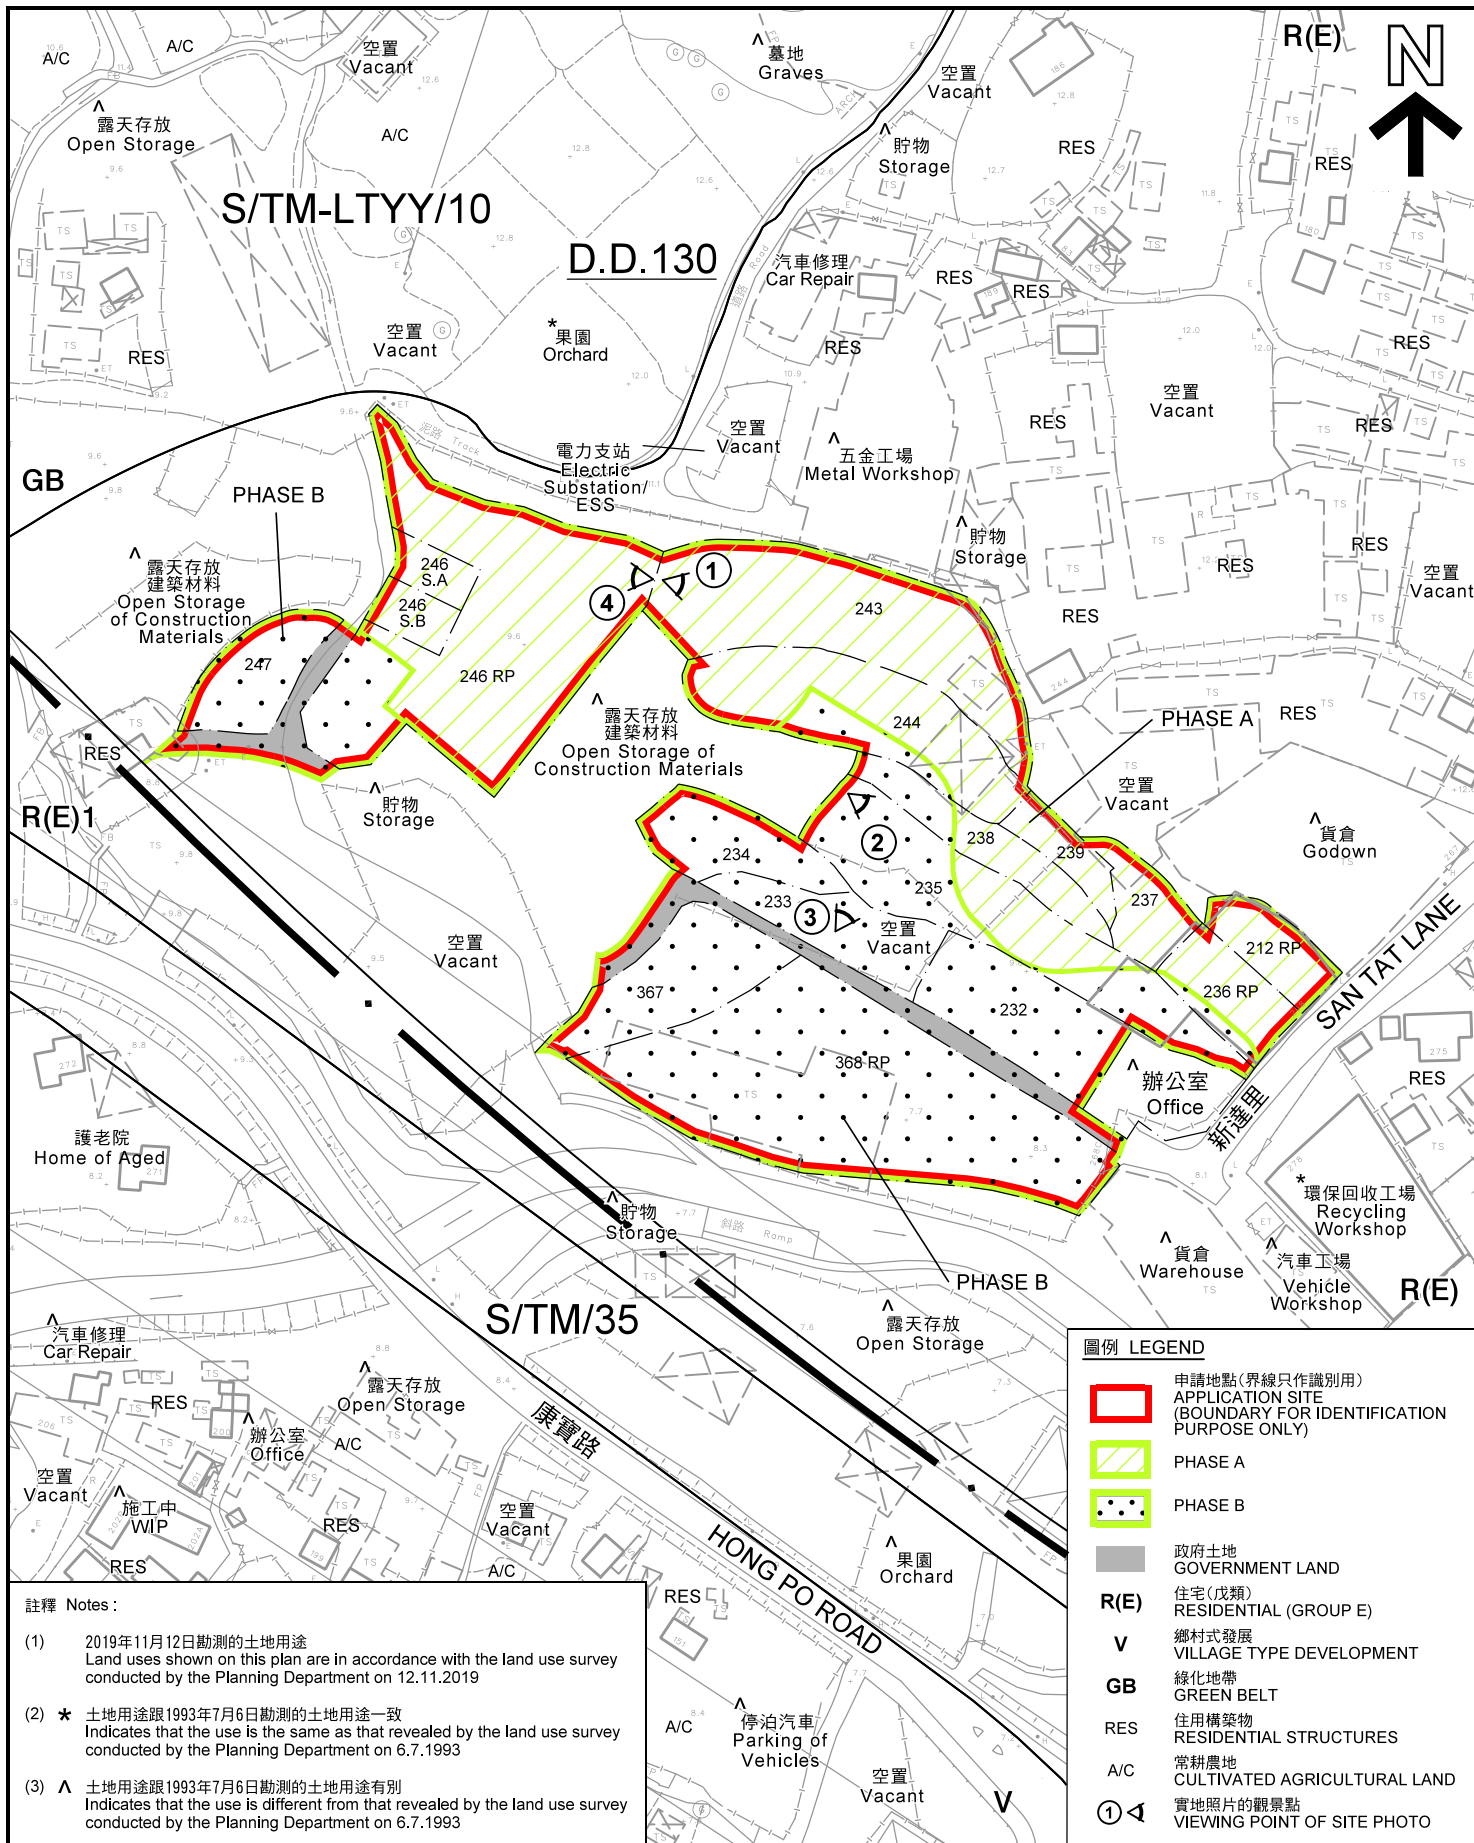 A/C
A/C
空置
Vacant
墓地
Graves
空置
Vacant
R(E)
N
露天存放
Open Storage
A/C
貯物
Storage
RES
RES
S/TM-LTYY/10
D.D.130
汽車修理
Car Repair
RES
RES
道路 Road
空置
Vacant
*
果園
Orchard
RES
RES
RES
空置
Vacant
RES
RES
泥路 Track
空置
Vacant
電力支站
Electric
Substation/
ESS
五金工場
Metal Workshop
GB
PHASE B
貯物
Storage
RES
RES
空置
Vacant
露天存放
建築材料
Open Storage
of Construction
Materials
246
S.A
246
S.B
1
4
243
RES
247
246 RP
露天存放
建築材料
Open Storage of
Construction Materials
244
PHASE A
RES
RES
R(E)1
貯物
Storage
空置
Vacant
貨倉
Godown
2
234
238
239
233
3
235
237
空置
Vacant
空置
Vacant
212 RP
236 RP
SAN TAT LANE
新達里
367
232
368 RP
辦公室
Office
RES
護老院
Home of Aged
貯物
Storage
斜路 Ramp
*
環保回收工場
Recycling
Workshop
貨倉
Warehouse
汽車工場
Vehicle
Workshop
R(E)
PHASE B
S/TM/35
露天存放
Open Storage
汽車修理
Car Repair
RES
露天存放
Open Storage
辦公室
Office
A/C
康寶路
HONG PO ROAD
空置
Vacant
施工中
WIP
RES
RES
空置
Vacant
A/C
果園
Orchard
RES
A/C
停泊汽車
Parking of
Vehicles
空置
Vacant
V
圖例 LEGEND
申請地點(界線只作識別用)
APPLICATION SITE
(BOUNDARY FOR IDENTIFICATION
PURPOSE ONLY)
PHASE A
PHASE B
政府土地
GOVERNMENT LAND
R(E) 住宅(戊類)
RESIDENTIAL (GROUP E)
V 鄉村式發展
VILLAGE TYPE DEVELOPMENT
GB 綠化地帶
GREEN BELT
RES 住用構築物
RESIDENTIAL STRUCTURES
A/C 常耕農地
CULTIVATED AGRICULTURAL LAND
1 實地照片的觀景點
VIEWING POINT OF SITE PHOTO
註釋 Notes :
(1) 2019年11月12日勘測的土地用途
Land uses shown on this plan are in accordance with the land use survey
conducted by the Planning Department on 12.11.2019
(2) * 土地用途跟1993年7月6日勘測的土地用途一致
Indicates that the use is the same as that revealed by the land use survey
conducted by the Planning Department on 6.7.1993
(3) ^ 土地用途跟1993年7月6日勘測的土地用途有別
Indicates that the use is different from that revealed by the land use survey
conducted by the Planning Department on 6.7.1993